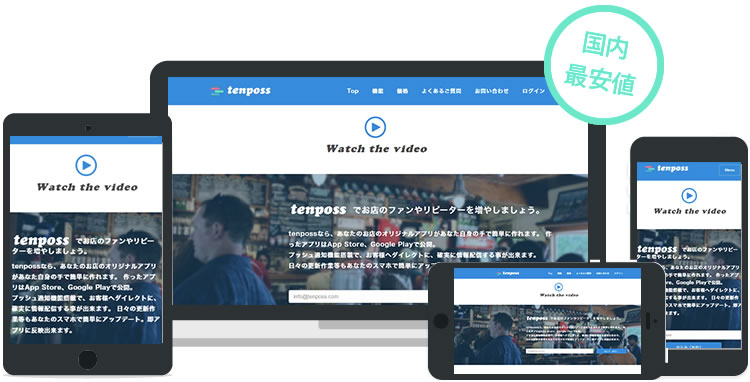 国内
最安値
tenposs
Top 機能 価格 よくあるご質問 お問い合わせ ログイン
Watch the video
tenposs でお店のファンやリピーターを増やしましょう。
tenpossなら、あなたのお店のオリジナルアプリがあなた自身の手で簡単に作れます。 作
ったアプリはApp Store、Google Playで公開。
プッシュ通知機能搭載で、お客様へダイレクトに、確実に情報配信する事が出来ます。
日々の更新作業等もあなたのスマホで簡単にアップデー
info@tenposs.com
Watch the video
tenposs でお店のファンやリピー
ターを増やしましょう。
tenpossなら、あなたのお店のオリジナルアプリ
があなた自身の手で簡単に作れます。 作ったアプ
リはApp Store、Google Playで公開。
プッシュ通知機能搭載で、お客様へダイレクトに、
確実に情報配信する事が出来ます。 日々の更新作
業等もあなたのスマホで簡単にアップデート。即ア
プリに反映出来ます。
tenposs
Watch the video
tenposs でお店のファンやリピーターを増やしましょう。
tenposs
Menu
Watch the video
tenposs でお店のファンやリピー
ターを増やしましょう。
tenpossなら、あなたのお店のオリジナルアプリ
があなた自身の手で簡単に作れます。 作ったアプ
リはApp Store、Google Playで公開。
プッシュ通知機能搭載で、お客様へダイレクトに、
確実に情報配信する事が出来ます。 日々の更新作
業等もあなたのスマホで簡単にアップデート。即ア
プリに反映出来ます。